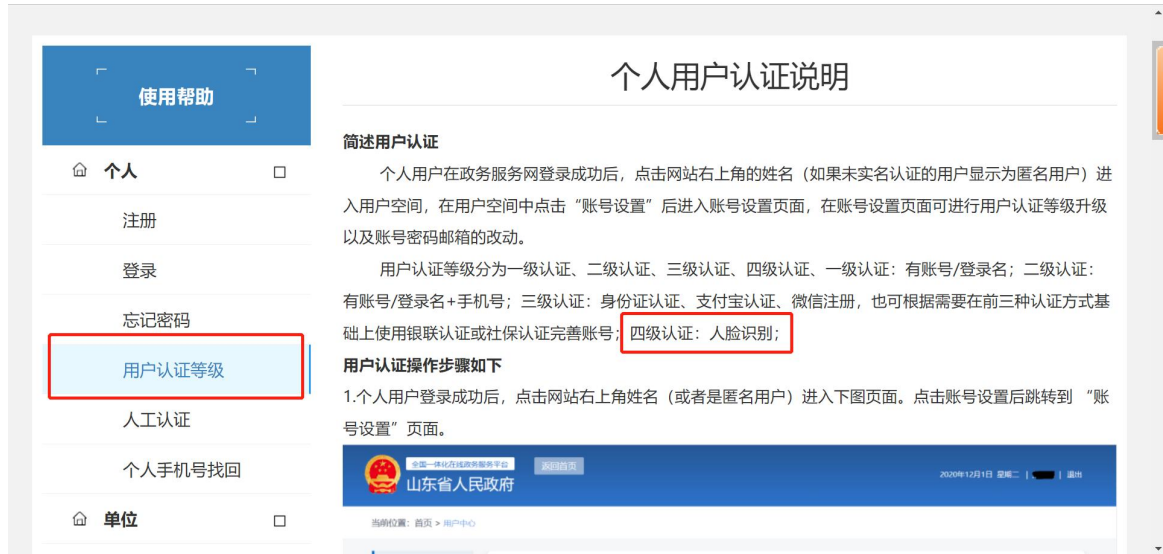 使用帮助
个人
注册
登录
忘记密码
用户认证等级
人工认证
个人手机号找回
单位
个人用户认证说明
简述用户认证
个人用户在政务服务网登录成功后，点击网站右上角的姓名（如果未实名认证的用户显示为匿名用户）进
入用户空间，在用户空间中点击“账号设置”后进入账号设置页面，在账号设置页面可进行用户认证等级升级
以及账号密码邮箱的改动。
用户认证等级分为一级认证、二级认证、三级认证、四级认证、一级认证：有账号/登录名；二级认证：
有账号/登录名+手机号；三级认证：身份证认证、支付宝认证、微信注册，也可根据需要在前三种认证方式基
础上使用银联认证或社保认证完善账号；四级认证：人脸识别；
用户认证操作步骤如下
1.个人用户登录成功后，点击网站右上角姓名（或者是匿名用户）进入下图页面。点击账号设置后跳转到 “账
号设置”页面。
全国一体化在线政务服务平台
山东省人民政府
返回首页
2020年12月1日 星期二 | | 退出
当前位置：首页 > 用户中心